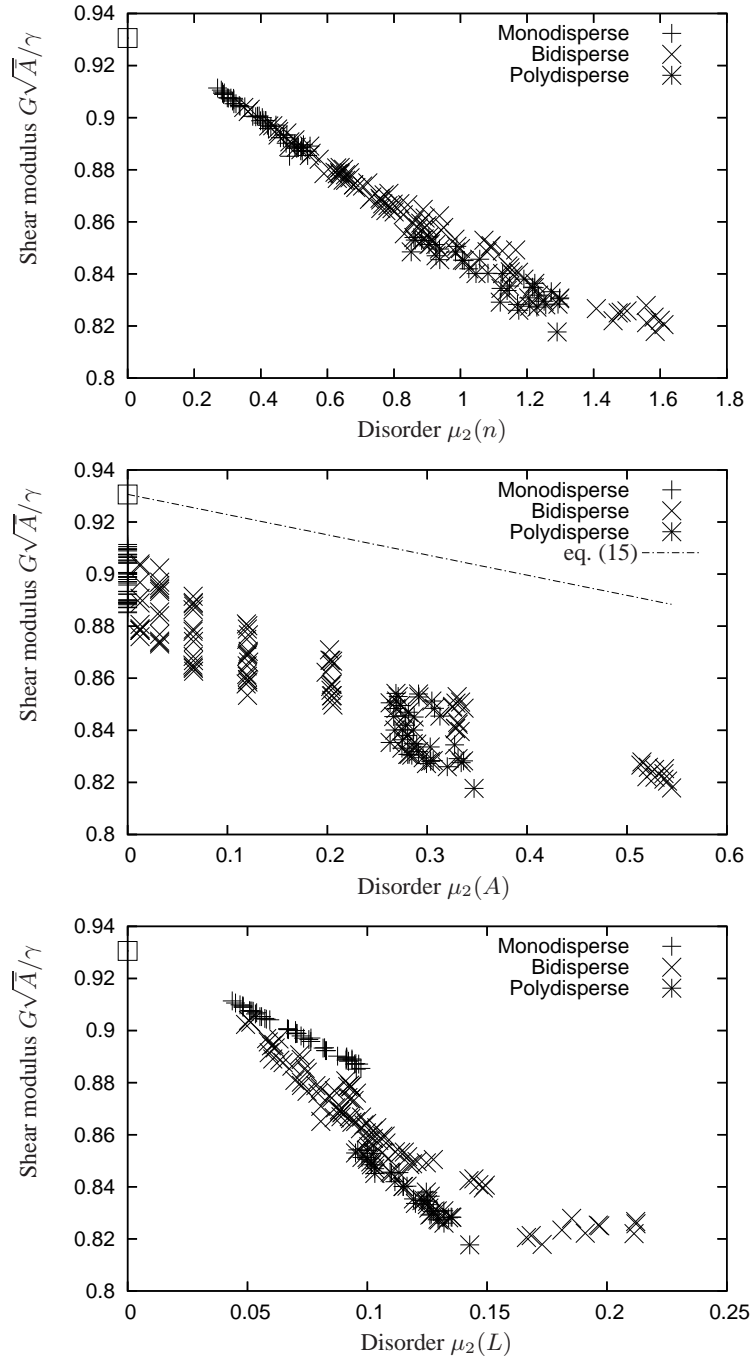 Shear modulus G√Ā/γ
0.94
0.92
0.9
0.88
0.86
0.84
0.82
0.8
Monodisperse
Bidisperse
Polydisperse
0 0.2 0.4 0.6 0.8 1 1.2 1.4 1.6 1.8
Disorder μ₂(n)
Shear modulus G√Ā/γ
0.94
0.92
0.9
0.88
0.86
0.84
0.82
0.8
Monodisperse
Bidisperse
Polydisperse
eq. (15)
0 0.1 0.2 0.3 0.4 0.5 0.6
Disorder μ₂(A)
Shear modulus G√Ā/γ
0.94
0.92
0.9
0.88
0.86
0.84
0.82
0.8
Monodisperse
Bidisperse
Polydisperse
0 0.05 0.1 0.15 0.2 0.25
Disorder μ₂(L)